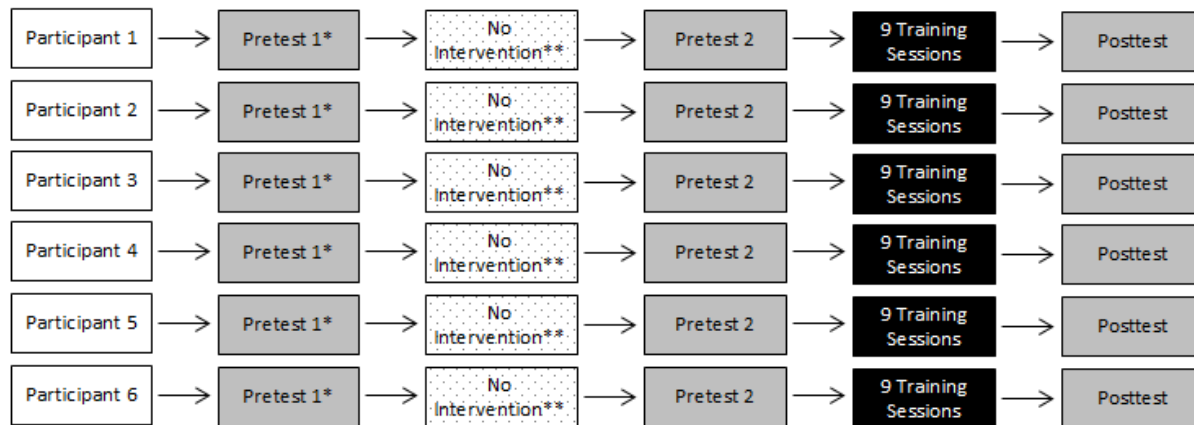 Participant 1 Pretest 1* No Intervention** Pretest 2 9 Training Sessions Posttest
Participant 2 Pretest 1* No Intervention** Pretest 2 9 Training Sessions Posttest
Participant 3 Pretest 1* No Intervention** Pretest 2 9 Training Sessions Posttest
Participant 4 Pretest 1* No Intervention** Pretest 2 9 Training Sessions Posttest
Participant 5 Pretest 1* No Intervention** Pretest 2 9 Training Sessions Posttest
Participant 6 Pretest 1* No Intervention** Pretest 2 9 Training Sessions Posttest